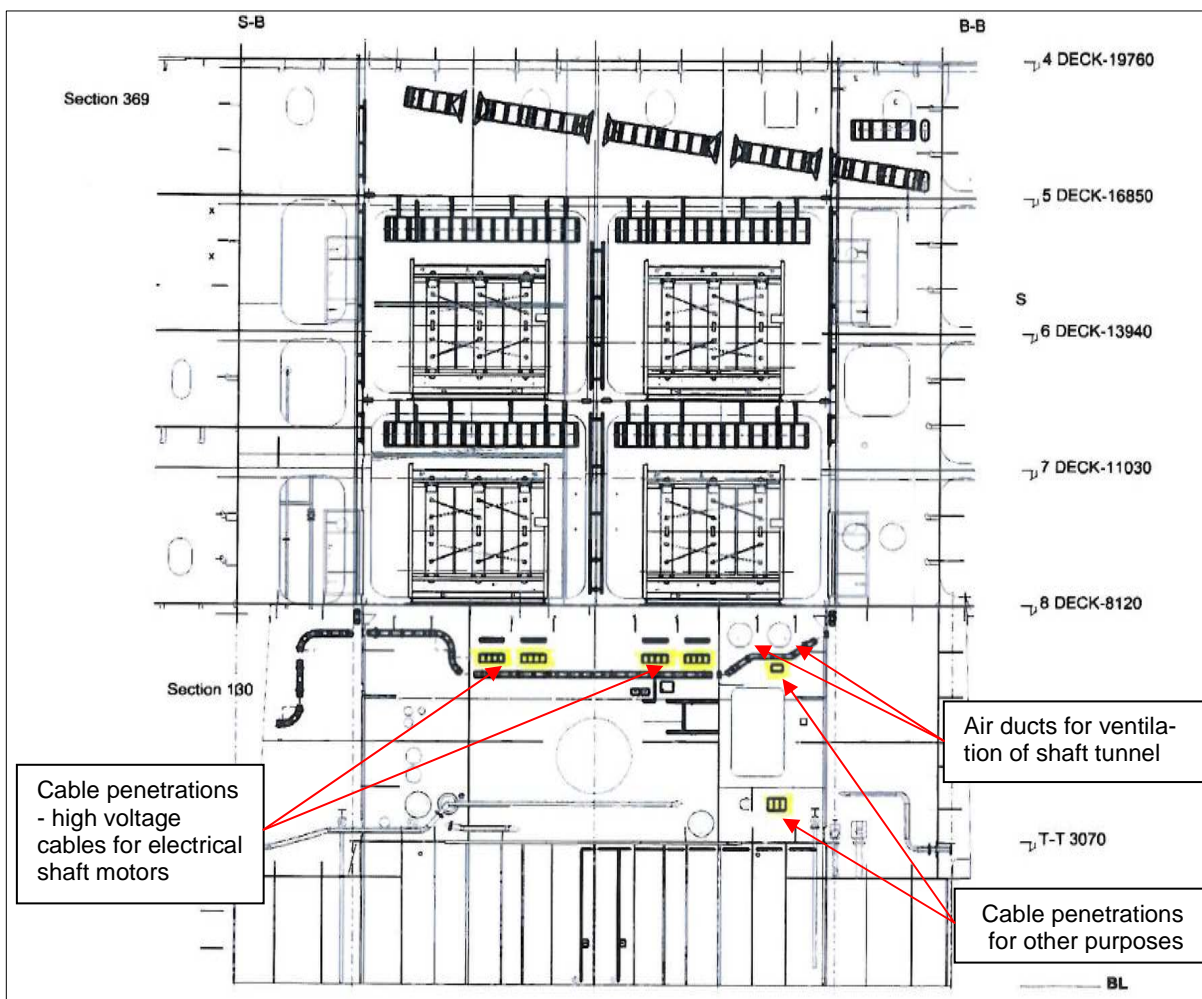 S-B
B-B
4 DECK-19760
Section 369
5 DECK-16850
S
6 DECK-13940
7 DECK-11030
8 DECK-8120
Section 130
Air ducts for ventila-
tion of shaft tunnel
Cable penetrations
- high voltage
cables for electrical
shaft motors
T-T 3070
Cable penetrations
for other purposes
BL